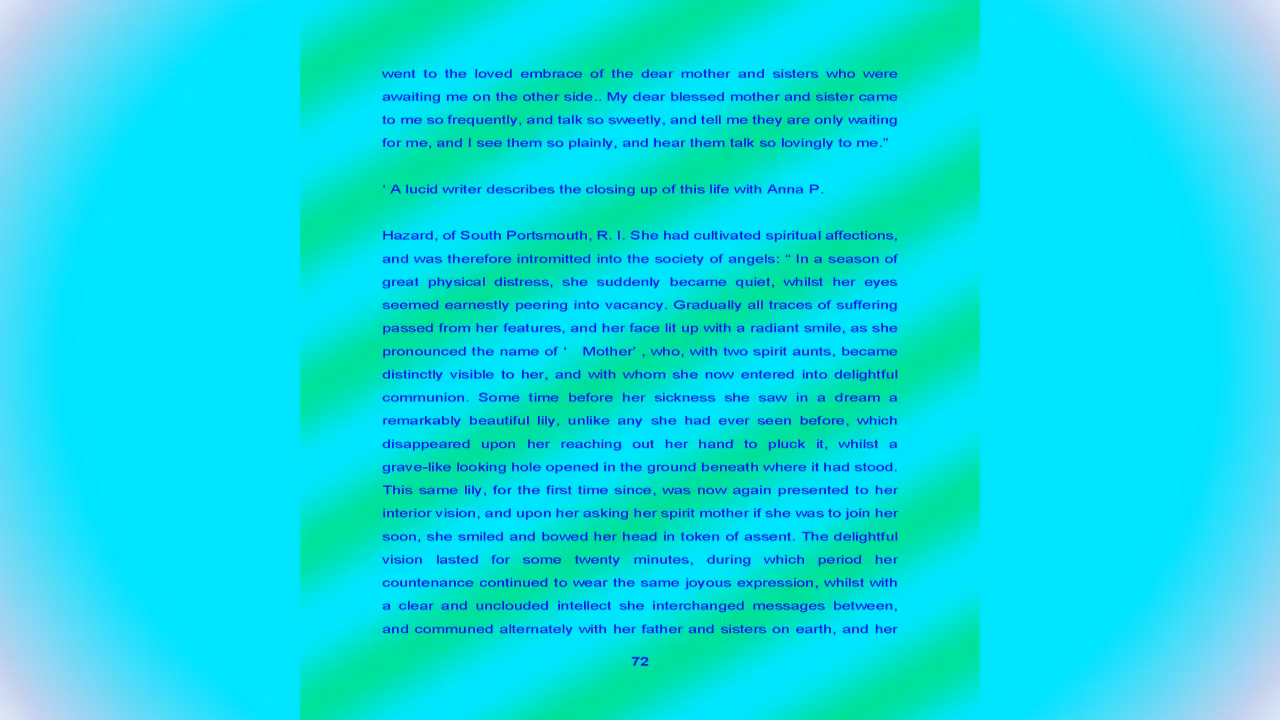 went to the loved embrace of the dear mother and sisters who were
awaiting me on the other side.. My dear blessed mother and sister came
to me so frequently, and talk so sweetly, and tell me they are only waiting
for me, and I see them so plainly, and hear them talk so lovingly to me."
' A lucid writer describes the closing up of this life with Anna P.
Hazard, of South Portsmouth, R. I. She had cultivated spiritual affections,
and was therefore intromitted into the society of angels: " In a season of
great physical distress, she suddenly became quiet, whilst her eyes
seemed earnestly peering into vacancy. Gradually all traces of suffering
passed from her features, and her face lit up with a radiant smile, as she
pronounced the name of ' Mother' , who, with two spirit aunts, became
distinctly visible to her, and with whom she now entered into delightful
communion. Some time before her sickness she saw in a dream a
remarkably beautiful lily, unlike any she had ever seen before, which
disappeared upon her reaching out her hand to pluck it, whilst a
grave-like looking hole opened in the ground beneath where it had stood.
This same lily, for the first time since, was now again presented to her
interior vision, and upon her asking her spirit mother if she was to join her
soon, she smiled and bowed her head in token of assent. The delightful
vision lasted for some twenty minutes, during which period her
countenance continued to wear the same joyous expression, whilst with
a clear and unclouded intellect she interchanged messages between,
and communed alternately with her father and sisters on earth, and her
72